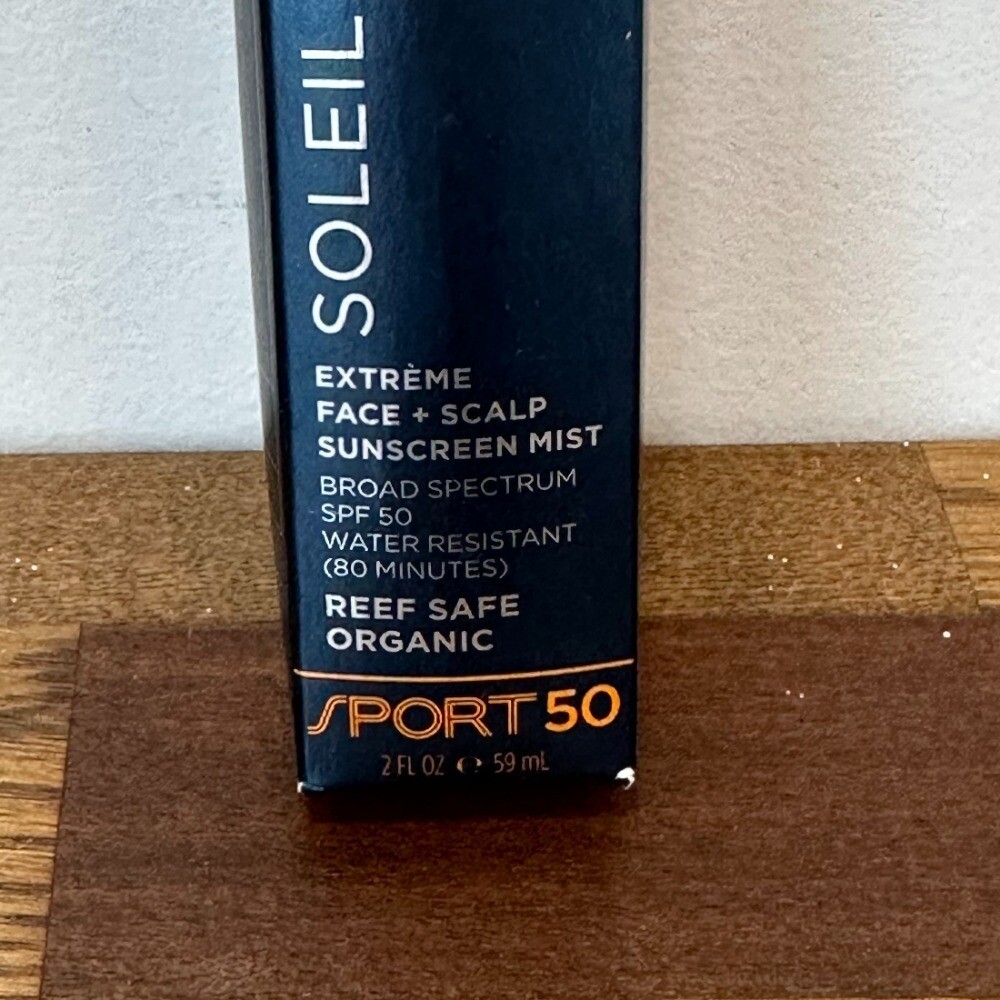 SOLEIL
EXTRÈME
FACE + SCALP
SUNSCREEN MIST
BROAD SPECTRUM
SPF 50
WATER RESISTANT
(80 MINUTES)
REEF SAFE
ORGANIC
SPORT 50
2 FL OZ ℮ 59 mL